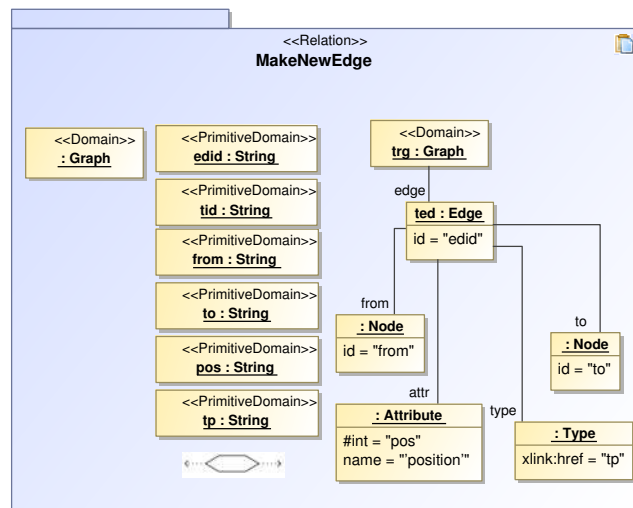 <<Relation>>
MakeNewEdge
<<Domain>>
: Graph
<<PrimitiveDomain>>
edid : String
<<PrimitiveDomain>>
tid : String
<<PrimitiveDomain>>
from : String
<<PrimitiveDomain>>
to : String
<<PrimitiveDomain>>
pos : String
<<PrimitiveDomain>>
tp : String
<<Domain>>
trg : Graph
edge
ted : Edge
id = "edid"
from
: Node
id = "from"
to
: Node
id = "to"
attr
: Attribute
#int = "pos"
name = "'position'"
type
: Type
xlink:href = "tp"